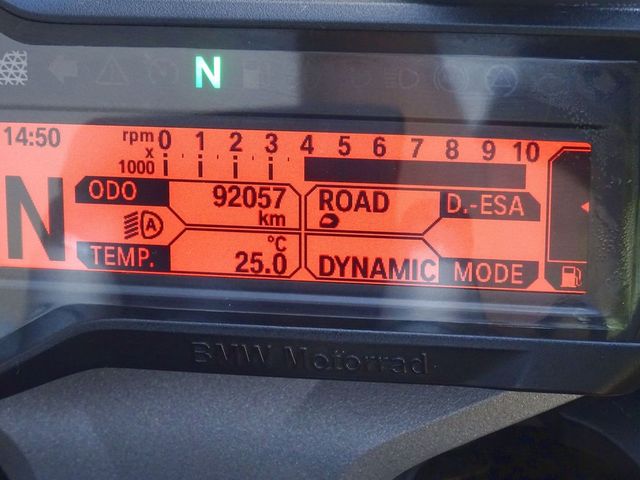 N
14:50 rpm x 1000 0 1 2 3 4 5 6 7 8 9 10
N
ODO 92057 km
ROAD D.-ESA
A
TEMP. °C 25.0
DYNAMIC MODE
BMW Motorrad